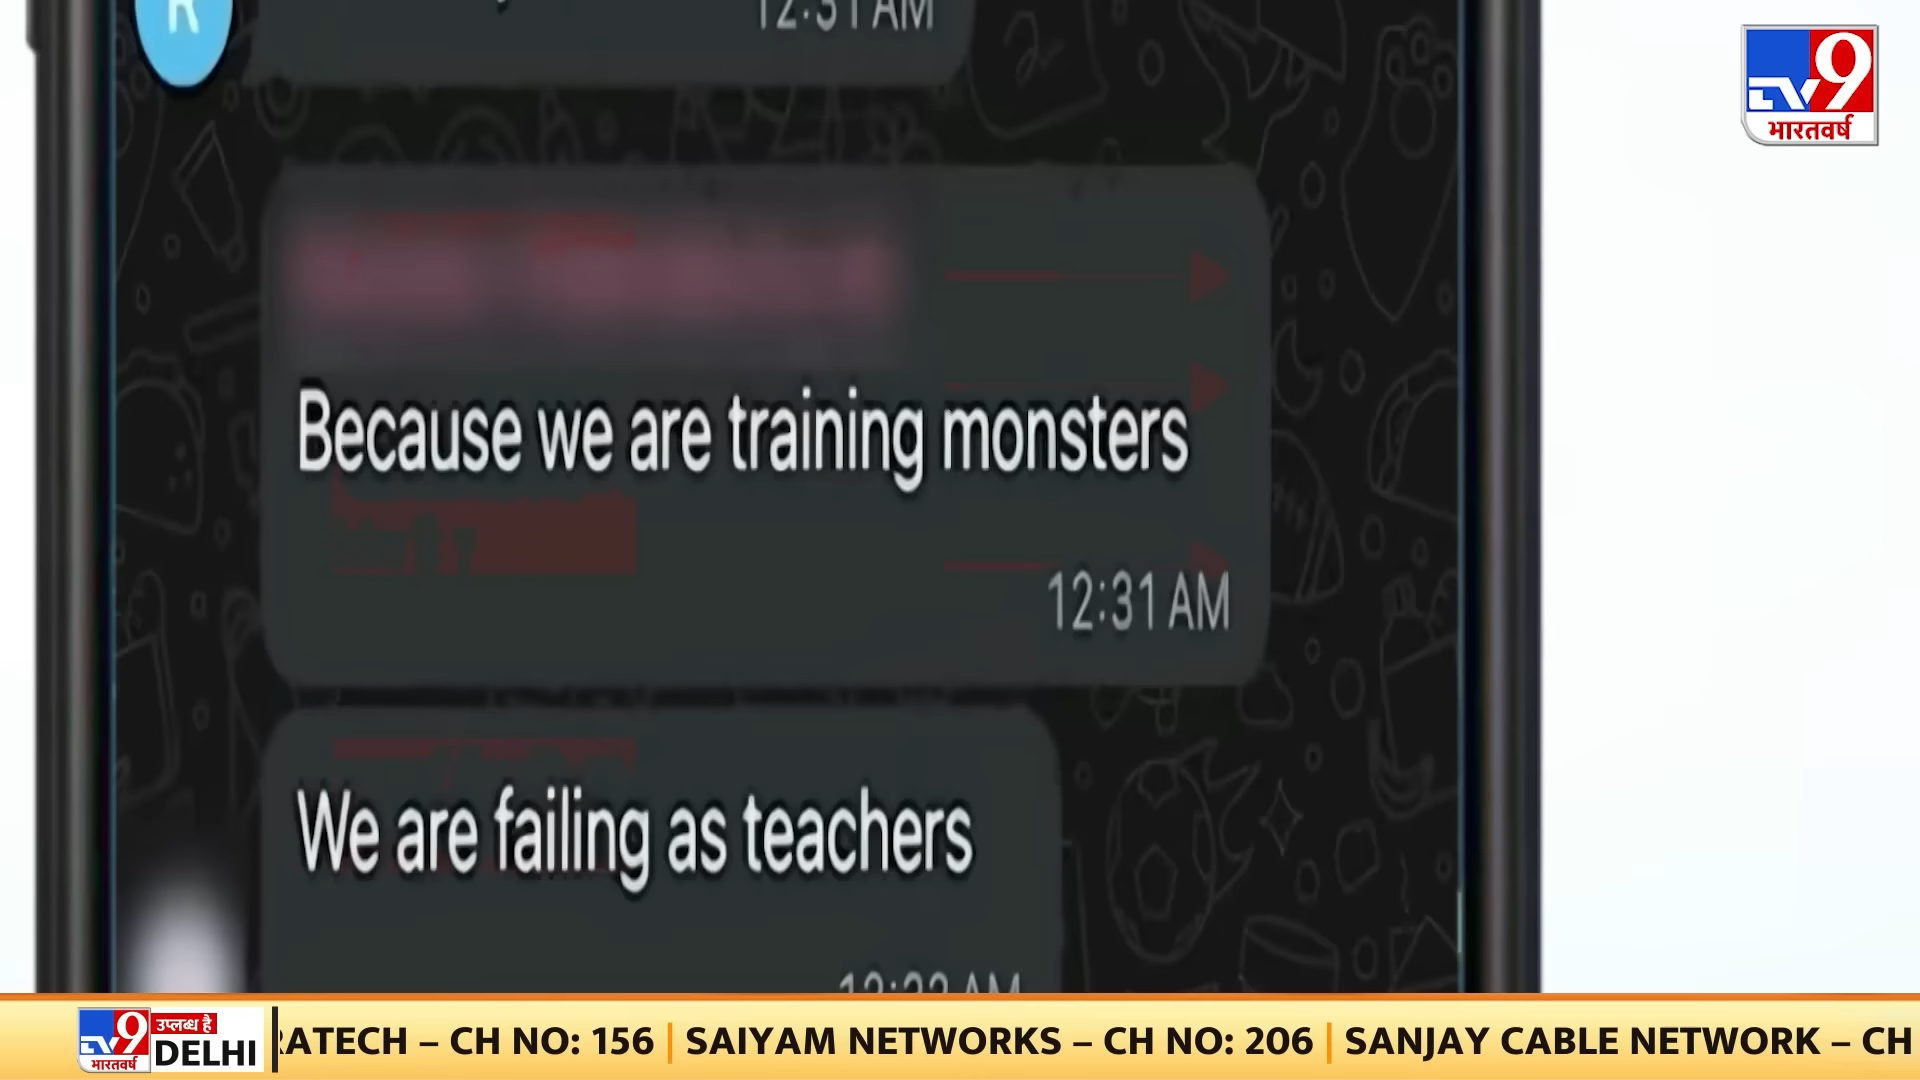 R
12:31 AM
TV9
भारतवर्ष
Because we are training monsters
12:31 AM
We are failing as teachers
TV9
भारतवर्ष
उपलब्ध है
DELHI
RATECH – CH NO: 156 | SAIYAM NETWORKS – CH NO: 206 | SANJAY CABLE NETWORK – CH